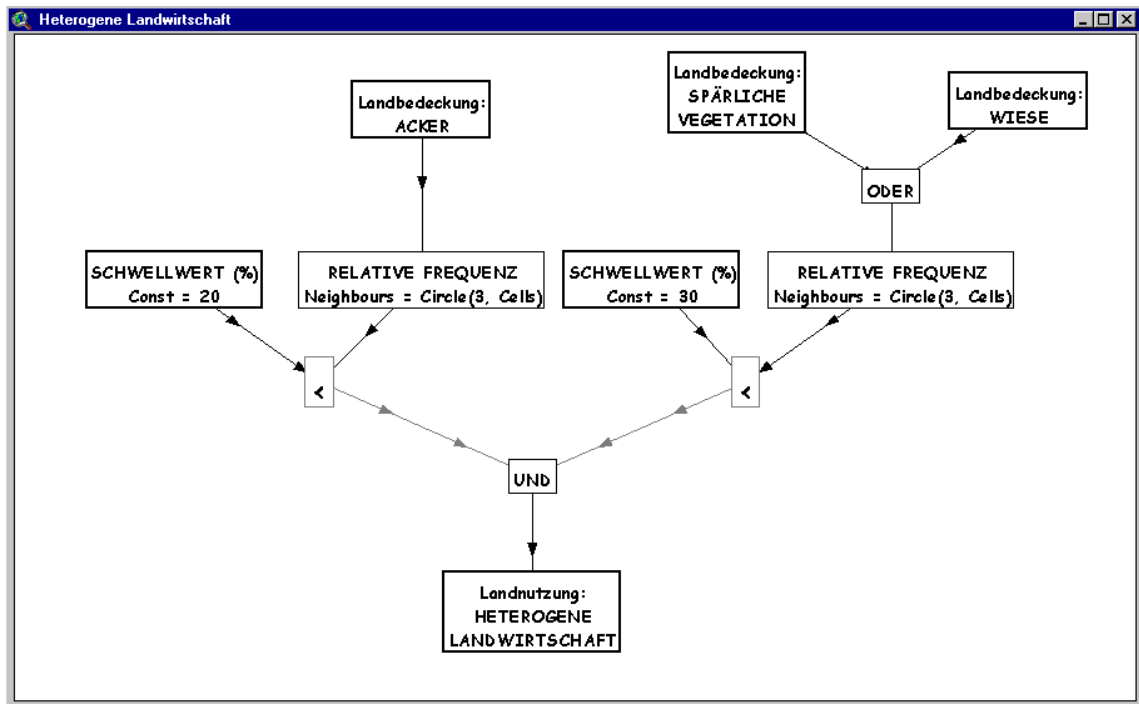 Heterogene Landwirtschaft
Landbedeckung:
ACKER
Landbedeckung:
SPÄRLICHE
VEGETATION
Landbedeckung:
WIESE
ODER
SCHWELLWERT (%)
Const = 20
RELATIVE FREQUENZ
Neighbours = Circle(3, Cells)
SCHWELLWERT (%)
Const = 30
RELATIVE FREQUENZ
Neighbours = Circle(3, Cells)
<
<
UND
Landnutzung:
HETEROGENE
LANDWIRTSCHAFT